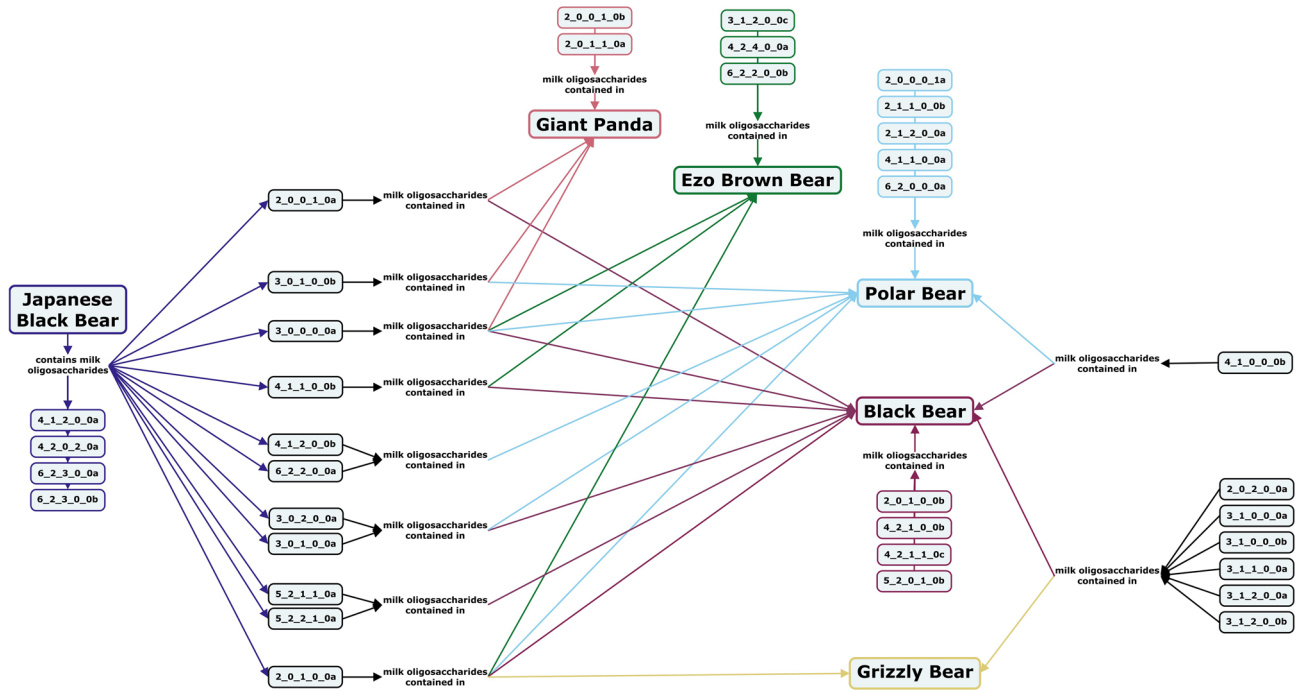 2_0_0_1_0b
2_0_1_1_0a
milk oligosaccharides
contained in
Giant Panda
3_1_2_0_0c
4_2_4_0_0a
6_2_2_0_0b
milk oligosaccharides
contained in
Ezo Brown Bear
2_0_0_0_1a
2_1_1_0_0b
2_1_2_0_0a
4_1_1_0_0a
6_2_0_0_0a
milk oligosaccharides
contained in
Polar Bear
Japanese
Black Bear
contains milk
oligosaccharides
4_1_2_0_0a
4_2_0_2_0a
6_2_3_0_0a
6_2_3_0_0b
2_0_0_1_0a
milk oligosaccharides
contained in
3_0_1_0_0b
milk oligosaccharides
contained in
3_0_0_0_0a
milk oligosaccharides
contained in
4_1_1_0_0b
milk oligosaccharides
contained in
4_1_2_0_0b
6_2_2_0_0a
milk oligosaccharides
contained in
3_0_2_0_0a
3_0_1_0_0a
milk oligosaccharides
contained in
5_2_1_1_0a
5_2_2_1_0a
milk oliogsaccharides
contained in
2_0_1_0_0a
milk oligosaccharides
contained in
Black Bear
milk oliogsaccharides
contained in
2_0_1_0_0b
4_2_1_0_0b
4_2_1_1_0c
5_2_0_1_0b
Grizzly Bear
milk oligosaccharides
contained in
4_1_0_0_0b
milk oligosaccharides
contained in
2_0_2_0_0a
3_1_0_0_0a
3_1_0_0_0b
3_1_1_0_0a
3_1_2_0_0a
3_1_2_0_0b